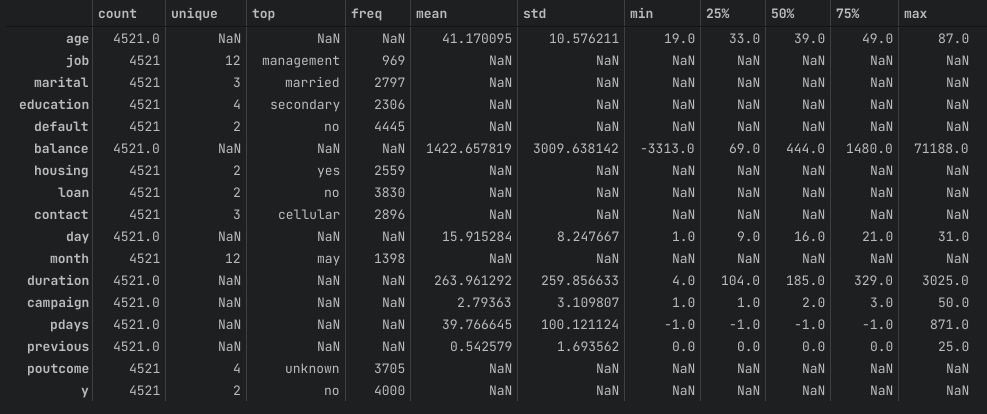 count unique top freq mean std min 25% 50% 75% max
age 4521.0 NaN NaN NaN 41.170095 10.576211 19.0 33.0 39.0 49.0 87.0
job 4521 12 management 969 NaN NaN NaN NaN NaN NaN NaN
marital 4521 3 married 2797 NaN NaN NaN NaN NaN NaN NaN
education 4521 4 secondary 2306 NaN NaN NaN NaN NaN NaN NaN
default 4521 2 no 4445 NaN NaN NaN NaN NaN NaN NaN
balance 4521.0 NaN NaN NaN 1422.657819 3009.638142 -3313.0 69.0 444.0 1480.0 71188.0
housing 4521 2 yes 2559 NaN NaN NaN NaN NaN NaN NaN
loan 4521 2 no 3830 NaN NaN NaN NaN NaN NaN NaN
contact 4521 3 cellular 2896 NaN NaN NaN NaN NaN NaN NaN
day 4521.0 NaN NaN NaN 15.915284 8.247667 1.0 9.0 16.0 21.0 31.0
month 4521 12 may 1398 NaN NaN NaN NaN NaN NaN NaN
duration 4521.0 NaN NaN NaN 263.961292 259.856633 4.0 104.0 185.0 329.0 3025.0
campaign 4521.0 NaN NaN NaN 2.79363 3.109807 1.0 1.0 2.0 3.0 50.0
pdays 4521.0 NaN NaN NaN 39.766645 100.121124 -1.0 -1.0 -1.0 -1.0 871.0
previous 4521.0 NaN NaN NaN 0.542579 1.693562 0.0 0.0 0.0 0.0 25.0
poutcome 4521 4 unknown 3705 NaN NaN NaN NaN NaN NaN NaN
y 4521 2 no 4000 NaN NaN NaN NaN NaN NaN NaN